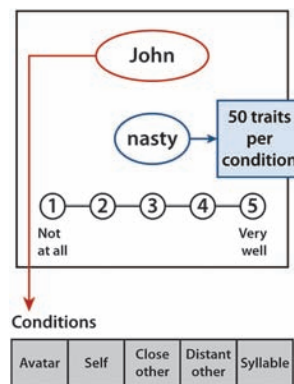 John
nasty
50 traits
per
condition
1 2 3 4 5
Not
at all
Very
well
Conditions
Avatar
Self
Close
other
Distant
other
Syllable